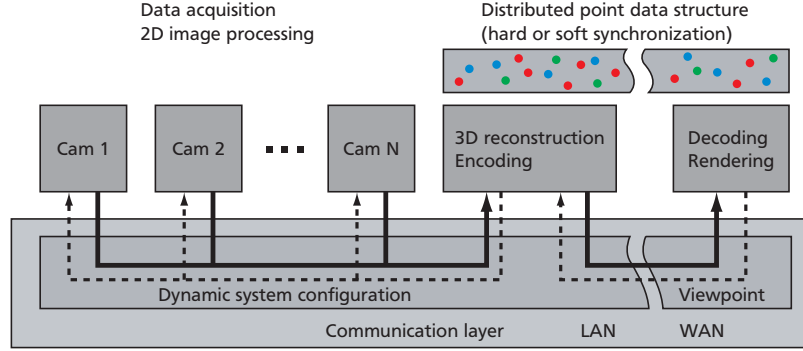 Data acquisition
2D image processing
Distributed point data structure
(hard or soft synchronization)
Cam 1
Cam 2
Cam N
3D reconstruction
Encoding
Decoding
Rendering
Dynamic system configuration
Viewpoint
Communication layer
LAN
WAN